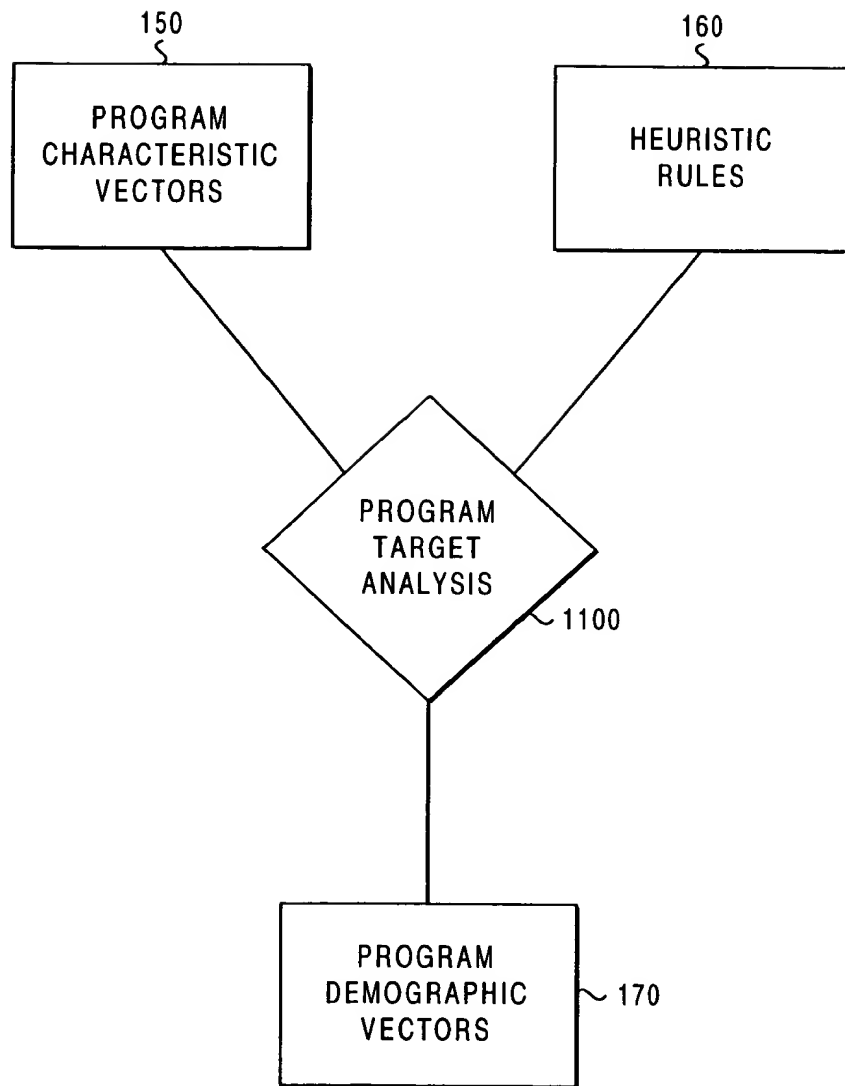 150
160
PROGRAM
CHARACTERISTIC
VECTORS
HEURISTIC
RULES
PROGRAM
TARGET
ANALYSIS
1100
PROGRAM
DEMOGRAPHIC
VECTORS
170